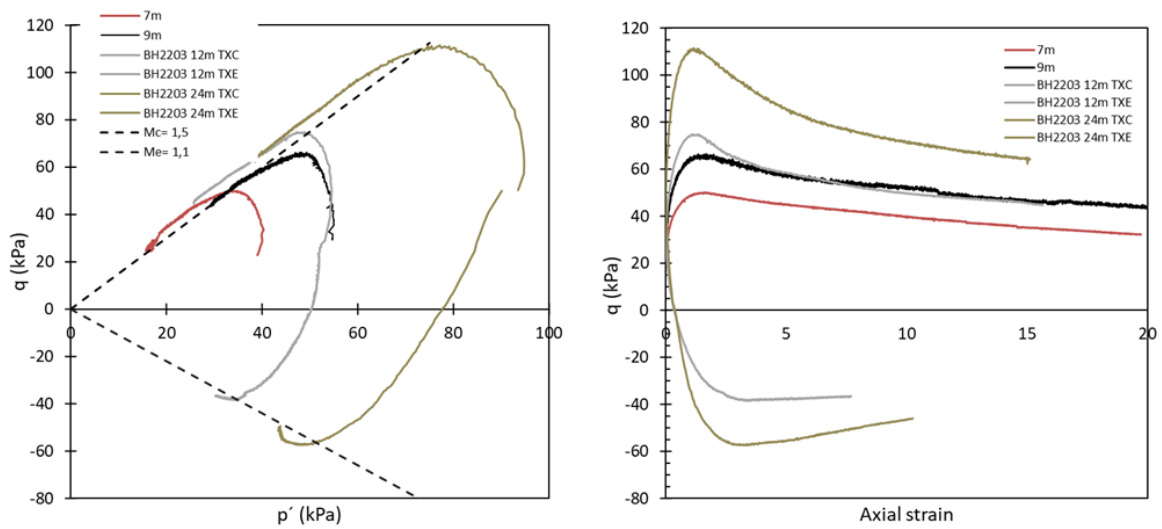 120
100
80
60
40
20
0
-20
-40
-60
-80
q (kPa)
0
20
40
60
80
100
p´ (kPa)
7m
9m
BH2203 12m TXC
BH2203 12m TXE
BH2203 24m TXC
BH2203 24m TXE
Mc= 1,5
Me= 1,1
120
100
80
60
40
20
0
-20
-40
-60
-80
q (kPa)
0
5
10
15
20
Axial strain
7m
9m
BH2203 12m TXC
BH2203 12m TXE
BH2203 24m TXC
BH2203 24m TXE